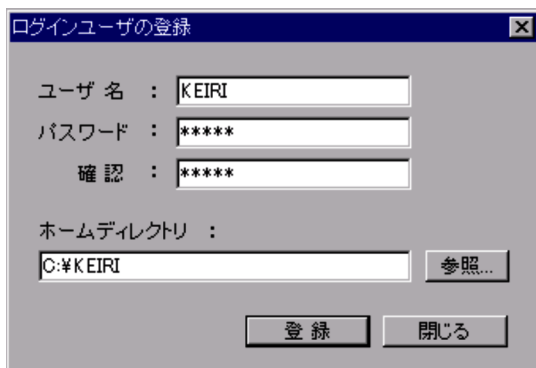 ログインユーザの登録
ユーザ 名 : KEIRI
パスワード : *****
確 認 : *****
ホームディレクトリ :
C:¥KEIRI 参照...
登 録 閉じる